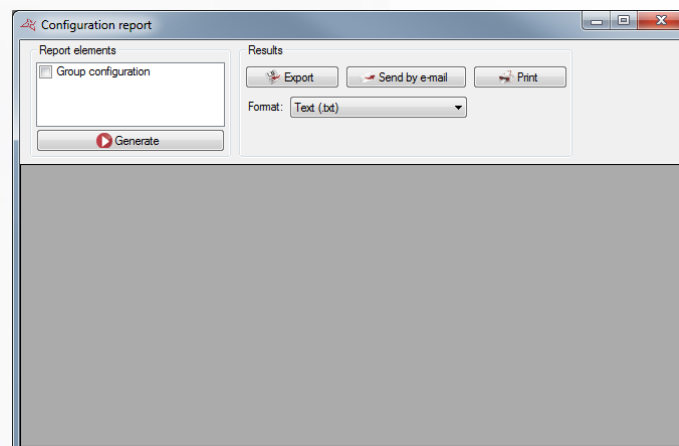 Configuration report
Report elements
Group configuration
Generate
Results
Export
Send by e-mail
Print
Format:
Text (.txt)